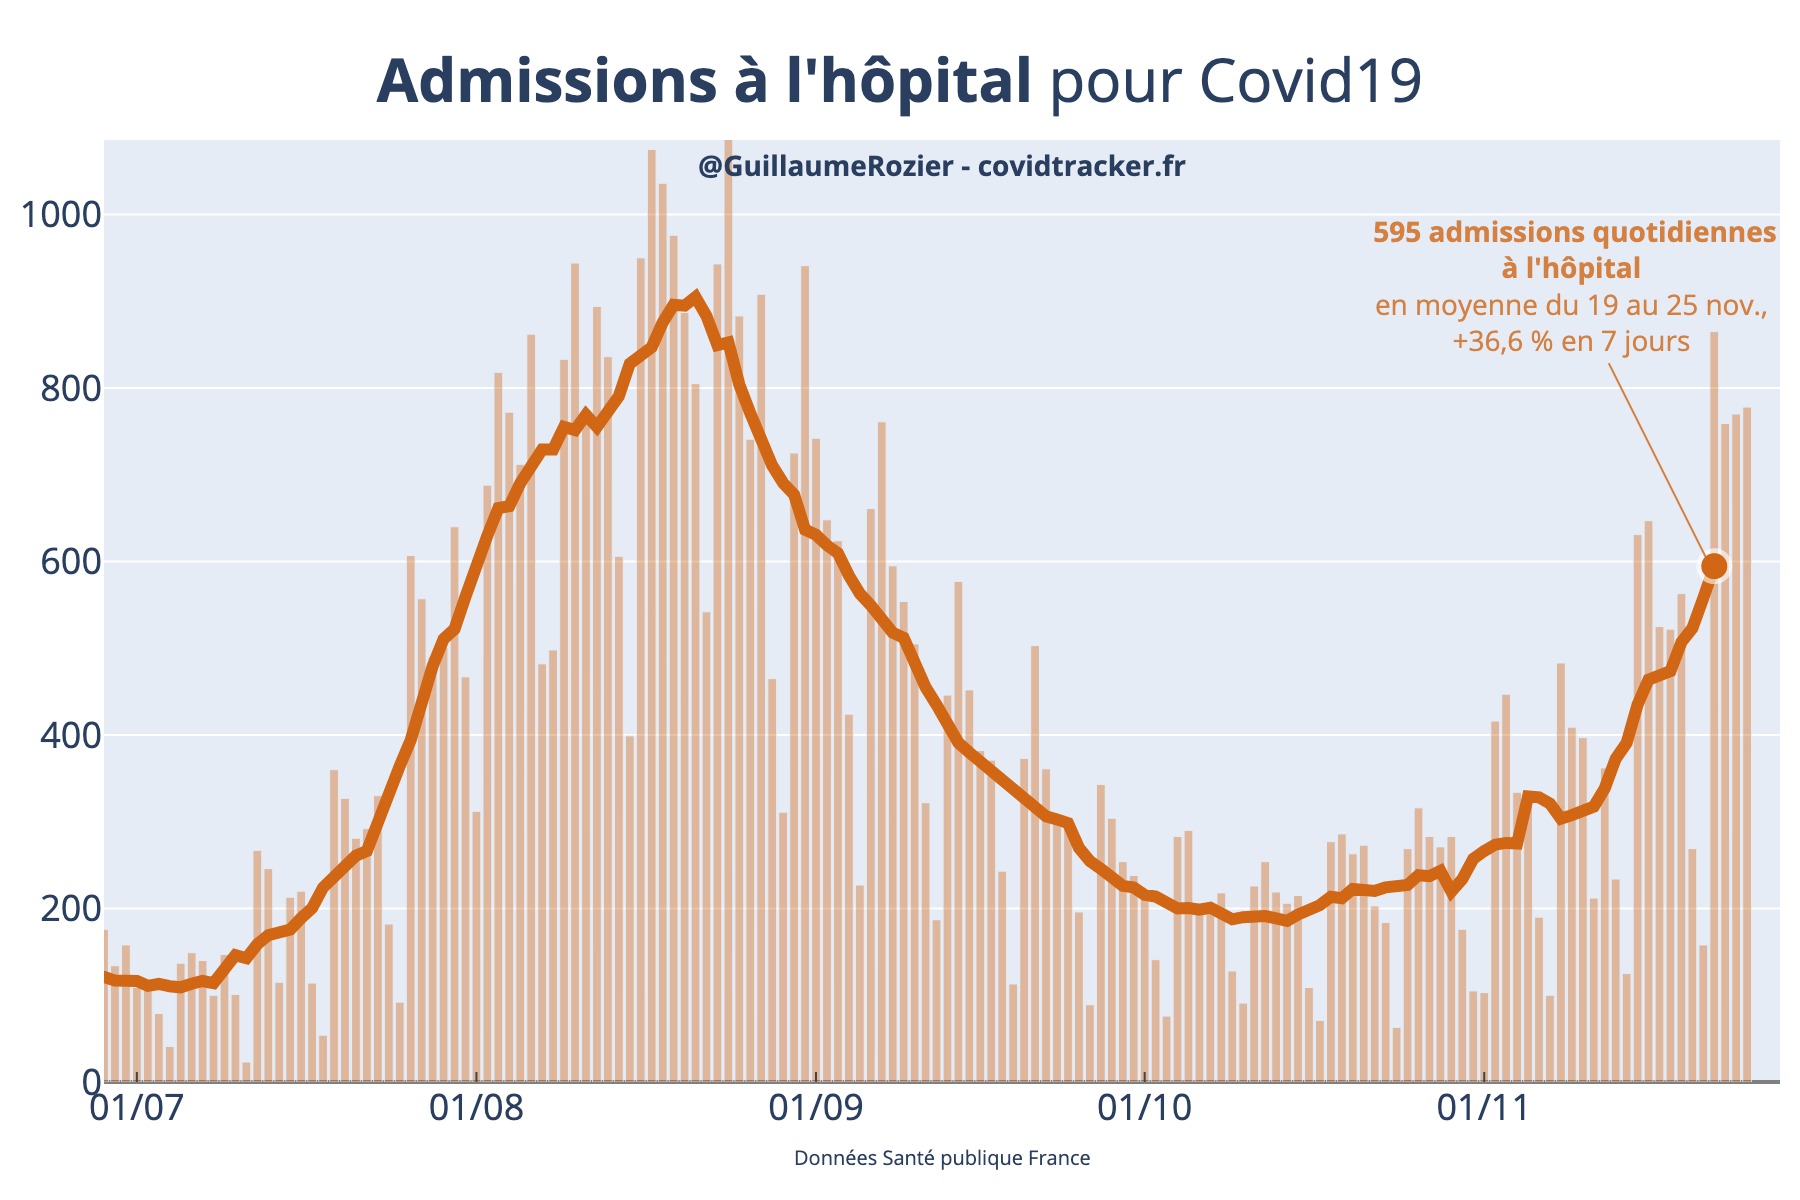 Admissions à l'hôpital pour Covid19
@GuillaumeRozier - covidtracker.fr
1000
595 admissions quotidiennes
à l'hôpital
en moyenne du 19 au 25 nov.,
+36,6 % en 7 jours
800
600
400
200
0
01/07
01/08
01/09
01/10
01/11
Données Santé publique France